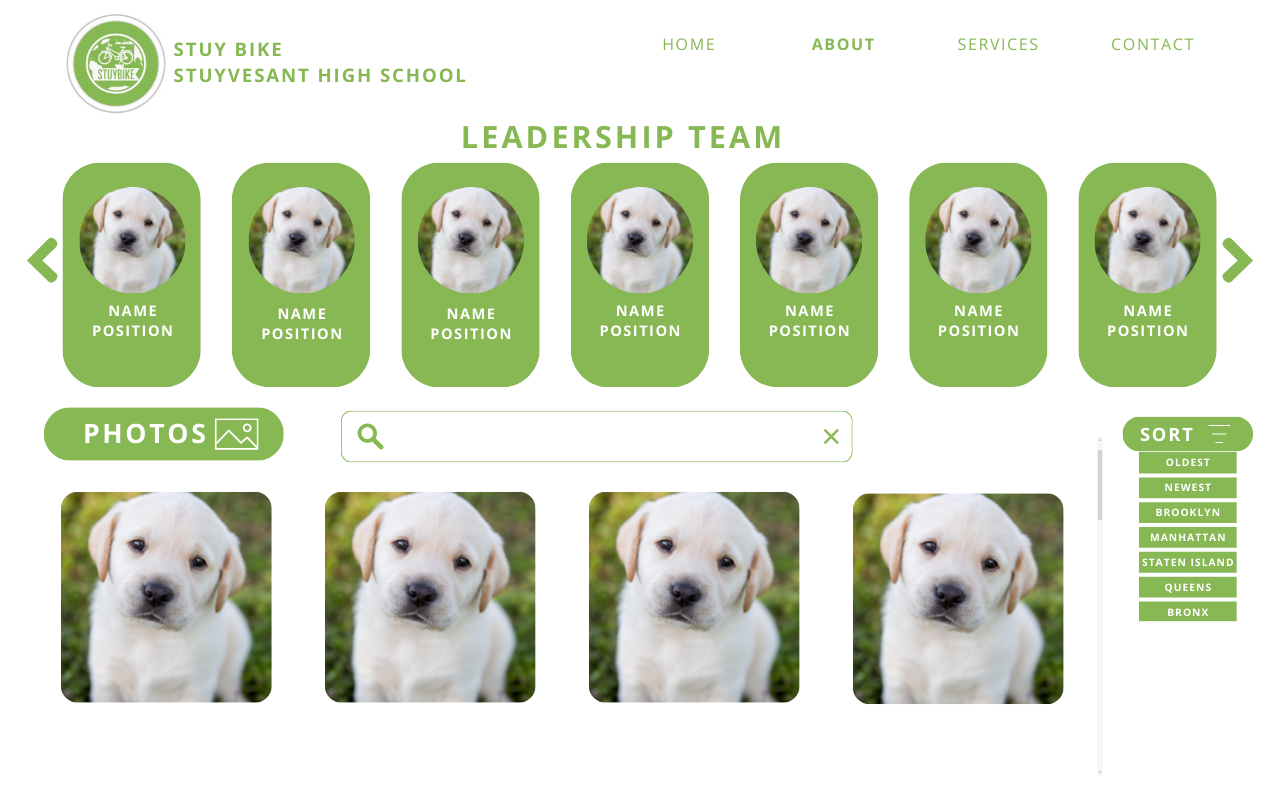 STUYBIKE
STUY BIKE
STUYVESANT HIGH SCHOOL
HOME
ABOUT
SERVICES
CONTACT
LEADERSHIP TEAM
NAME
POSITION
NAME
POSITION
NAME
POSITION
NAME
POSITION
NAME
POSITION
NAME
POSITION
NAME
POSITION
PHOTOS
SORT
OLDEST
NEWEST
BROOKLYN
MANHATTAN
STATEN ISLAND
QUEENS
BRONX